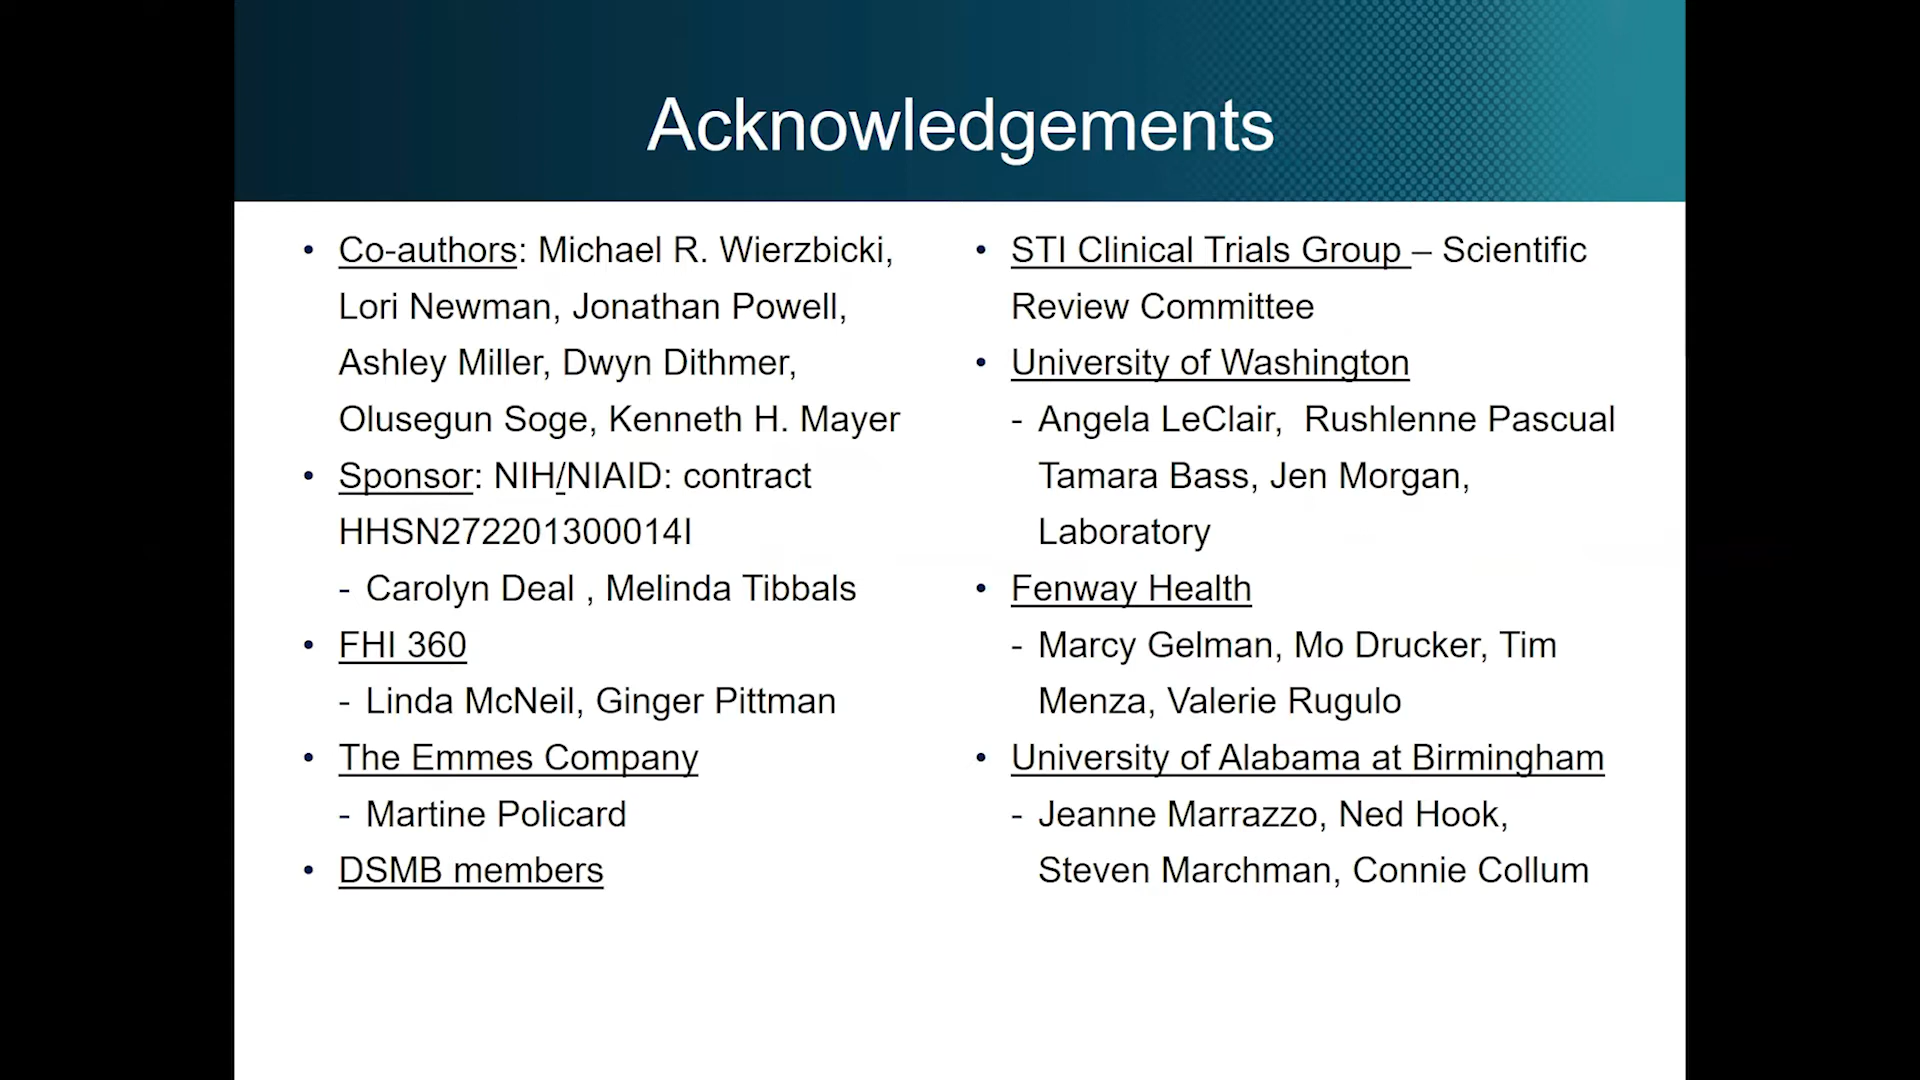 Acknowledgements
• Co-authors: Michael R. Wierzbicki,
Lori Newman, Jonathan Powell,
Ashley Miller, Dwyn Dithmer,
Olusegun Soge, Kenneth H. Mayer
• Sponsor: NIH/NIAID: contract
HHSN272201300014I
- Carolyn Deal , Melinda Tibbals
• FHI 360
- Linda McNeil, Ginger Pittman
• The Emmes Company
- Martine Policard
• DSMB members
• STI Clinical Trials Group – Scientific
Review Committee
• University of Washington
- Angela LeClair, Rushlenne Pascual
Tamara Bass, Jen Morgan,
Laboratory
• Fenway Health
- Marcy Gelman, Mo Drucker, Tim
Menza, Valerie Rugulo
• University of Alabama at Birmingham
- Jeanne Marrazzo, Ned Hook,
Steven Marchman, Connie Collum